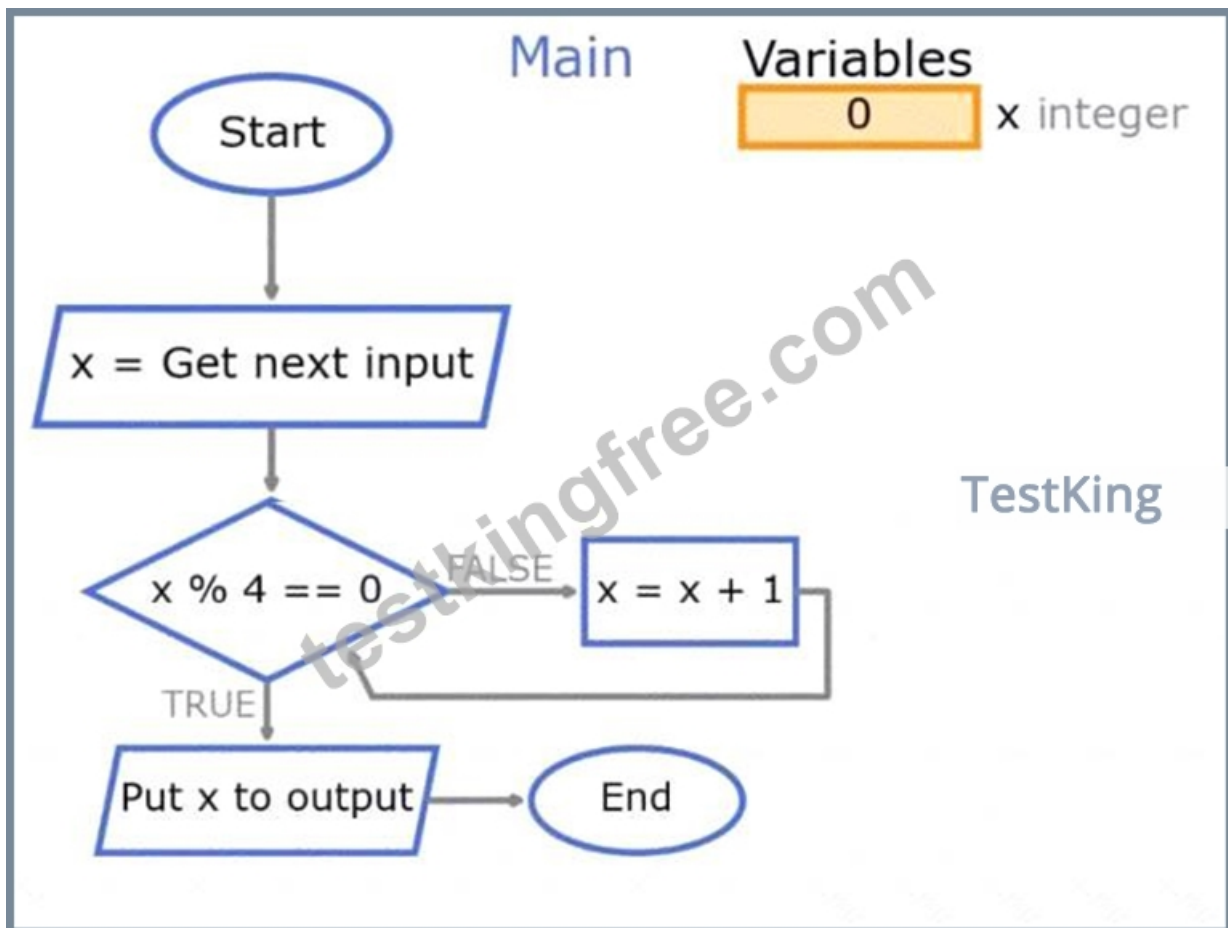 Main
Variables
0 x integer
Start
x = Get next input
x % 4 == 0
FALSE
x = x + 1
TRUE
Put x to output
End
TestKing
testkingfree.com